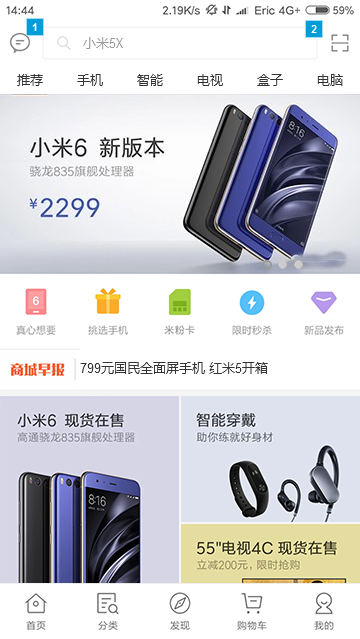 14:44 2.19K/s Eric 4G+ 59%
1
2
小米5X
推荐 手机 智能 电视 盒子 电脑
小米6 新版本
骁龙835旗舰处理器
¥2299
8:16
6
真心想要 挑选手机 米粉卡 限时秒杀 新品发布
商城早报 799元国民全面屏手机 红米5开箱
小米6 现货在售
高通骁龙835旗舰处理器
8:16
智能穿戴
助你练就好身材
55"电视4C 现货在售
立减200元，限时抢购
首页 分类 发现 购物车 我的